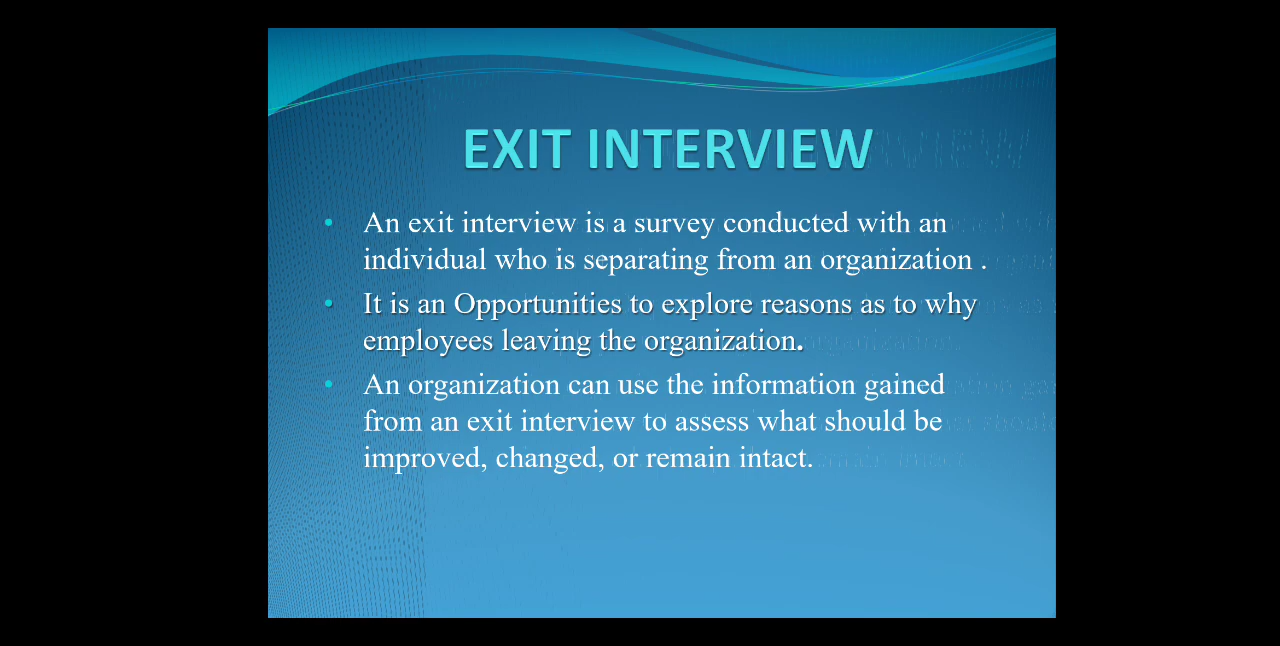 EXIT INTERVIEW
• An exit interview is a survey conducted with an
individual who is separating from an organization .
• It is an Opportunities to explore reasons as to why
employees leaving the organization.
• An organization can use the information gained
from an exit interview to assess what should be
improved, changed, or remain intact.